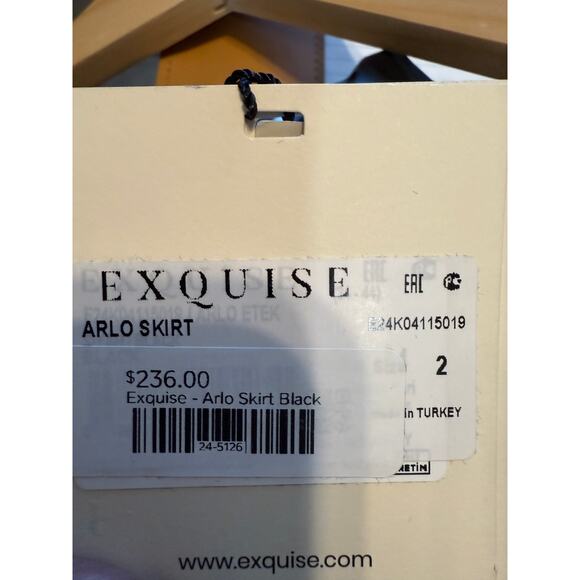 EXQUISE
EAC
ARLO SKIRT
E24K04115019
$236.00
2
Exquise - Arlo Skirt Black
in TURKEY
24-5126
RETİM
www.exquise.com